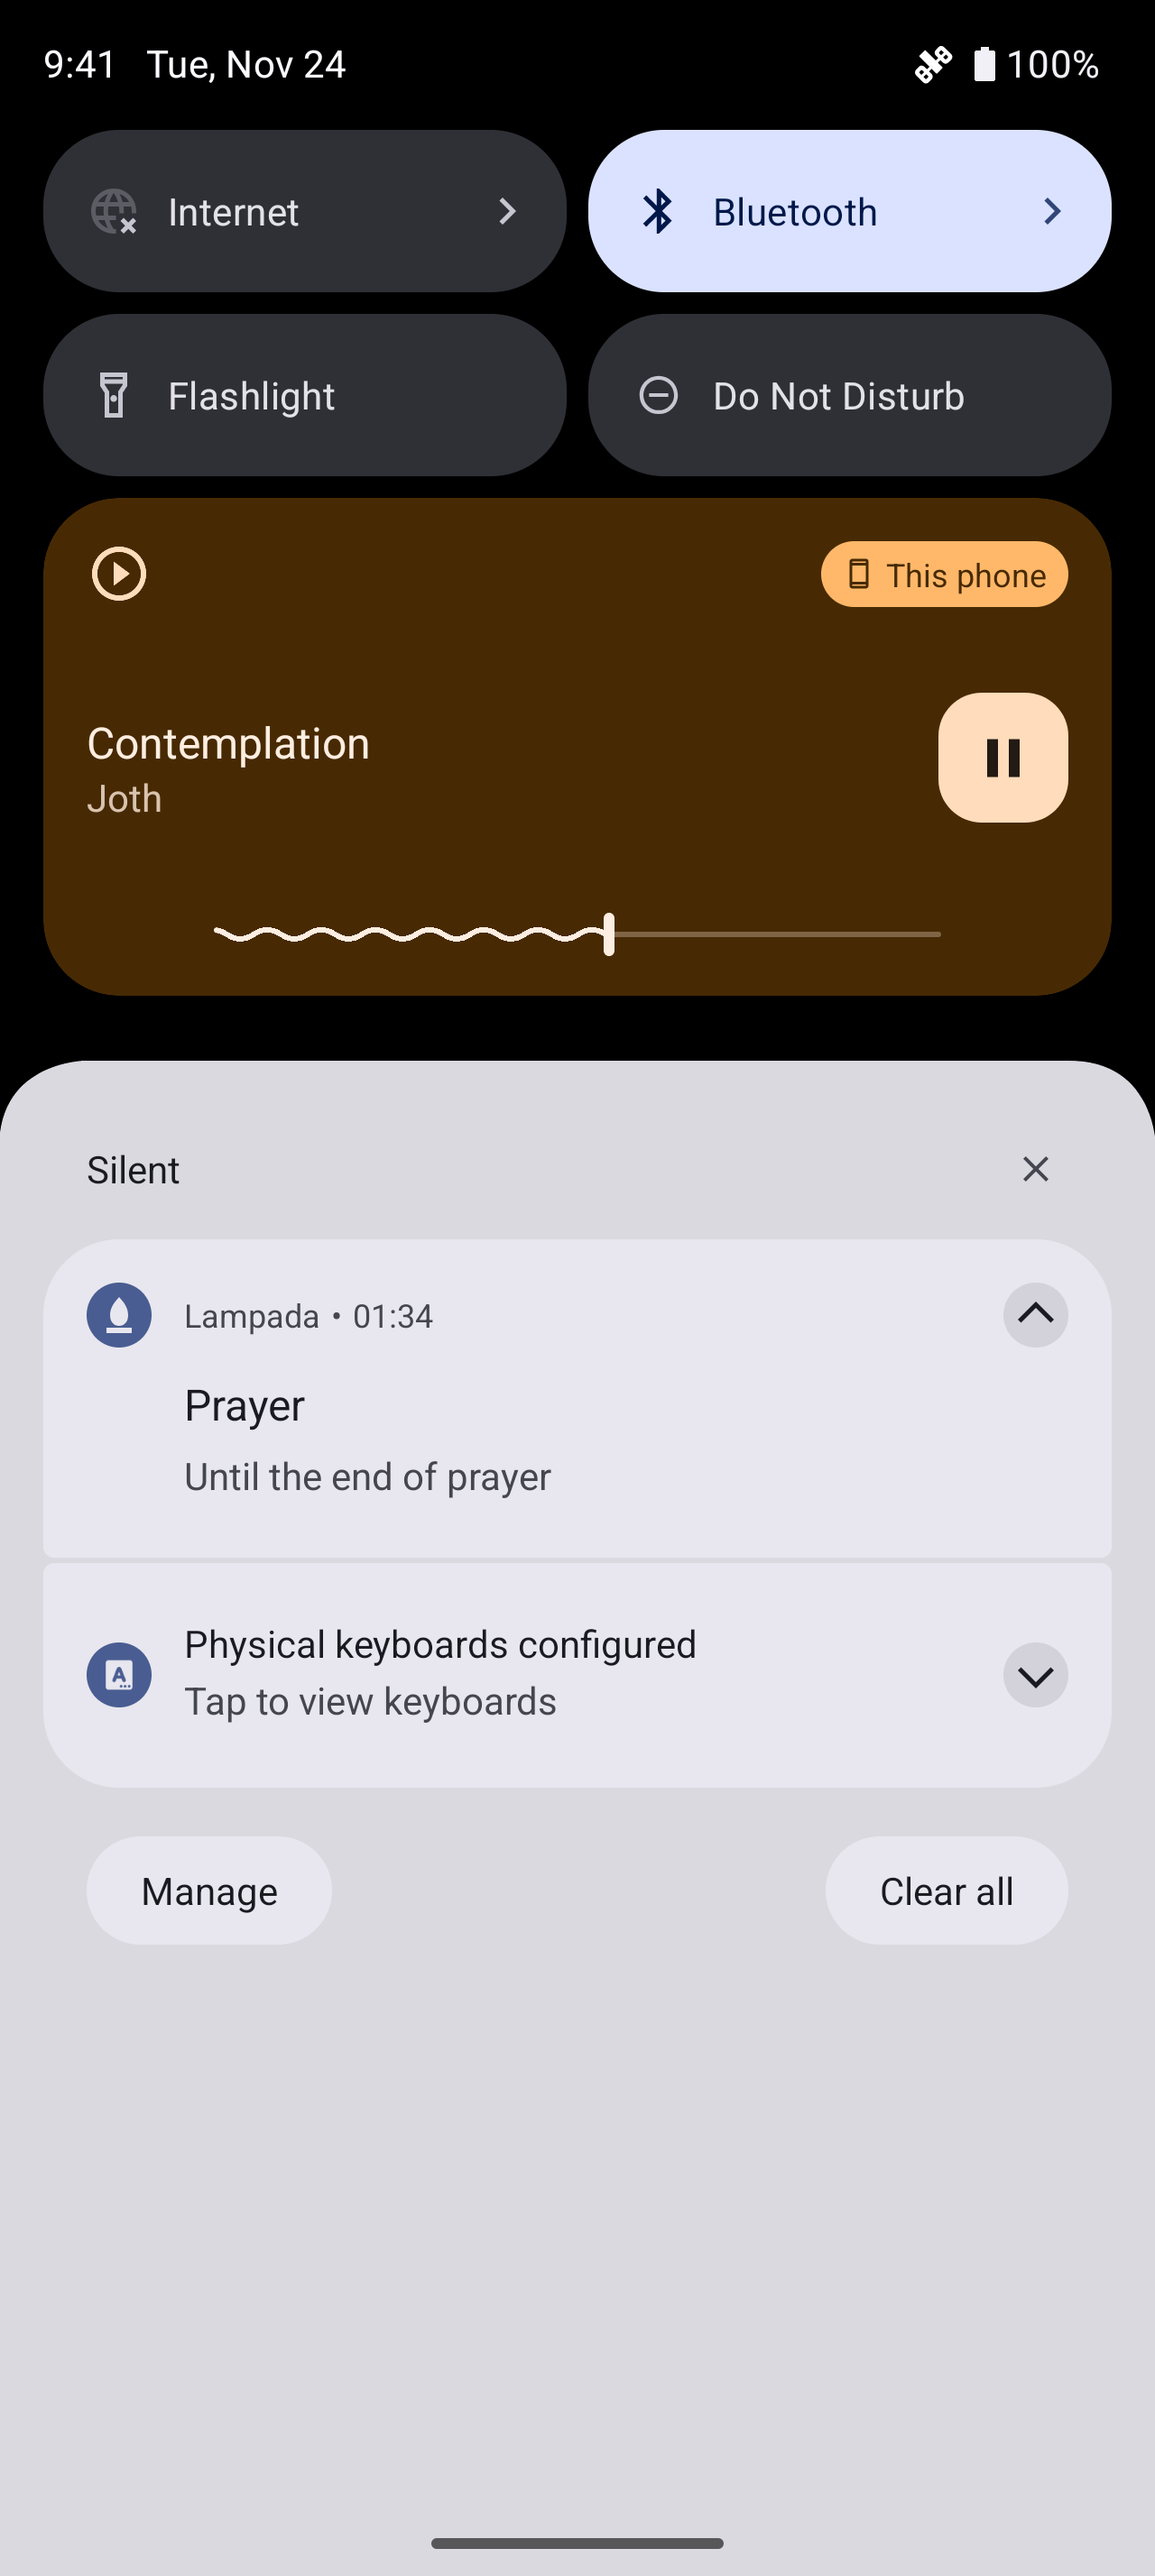 9:41 Tue, Nov 24 100%
Internet
Bluetooth
Flashlight
Do Not Disturb
This phone
Contemplation
Joth
Silent
Lampada • 01:34
Prayer
Until the end of prayer
Physical keyboards configured
Tap to view keyboards
Manage
Clear all